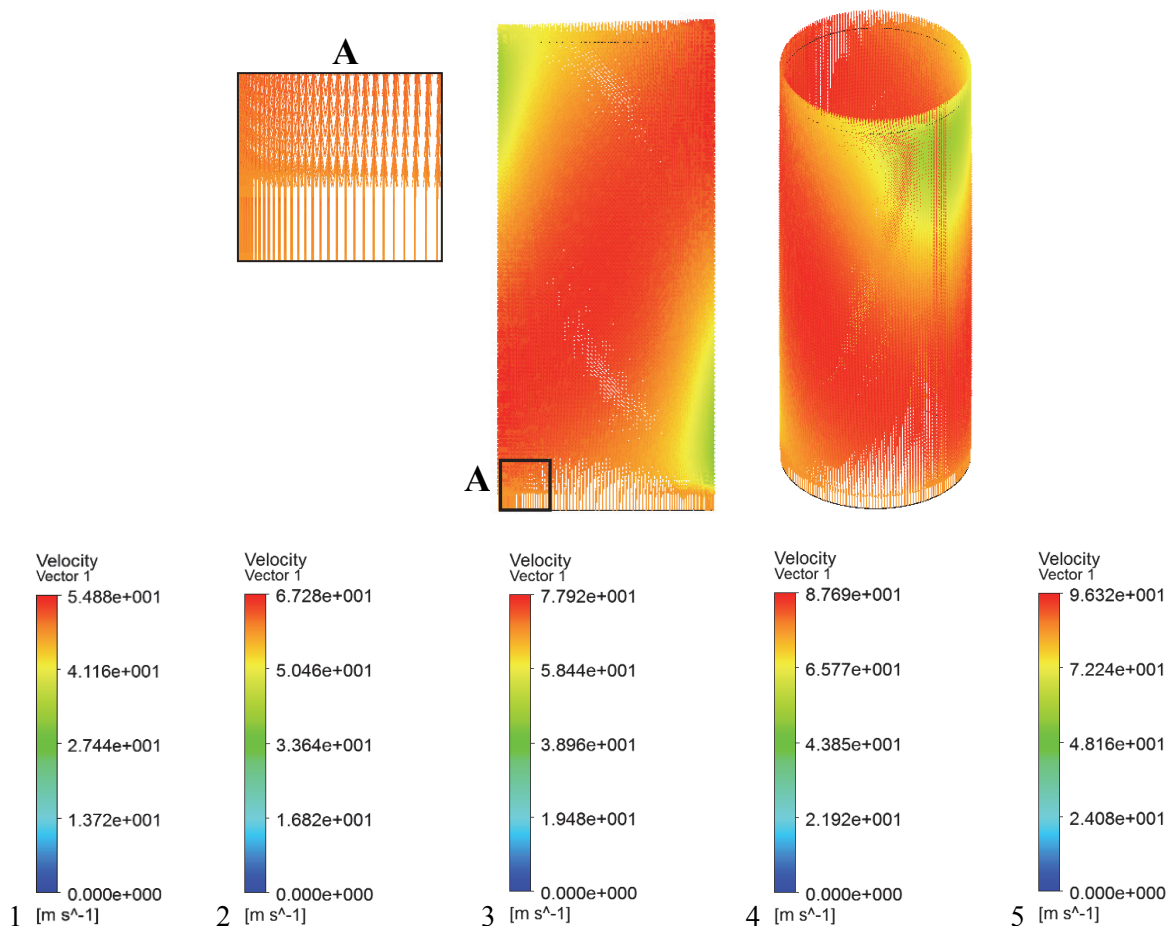 A
A
Velocity
Vector 1
5.488e+001
4.116e+001
2.744e+001
1.372e+001
0.000e+000
1 [m s^-1]
Velocity
Vector 1
6.728e+001
5.046e+001
3.364e+001
1.682e+001
0.000e+000
2 [m s^-1]
Velocity
Vector 1
7.792e+001
5.844e+001
3.896e+001
1.948e+001
0.000e+000
3 [m s^-1]
Velocity
Vector 1
8.769e+001
6.577e+001
4.385e+001
2.192e+001
0.000e+000
4 [m s^-1]
Velocity
Vector 1
9.632e+001
7.224e+001
4.816e+001
2.408e+001
0.000e+000
5 [m s^-1]